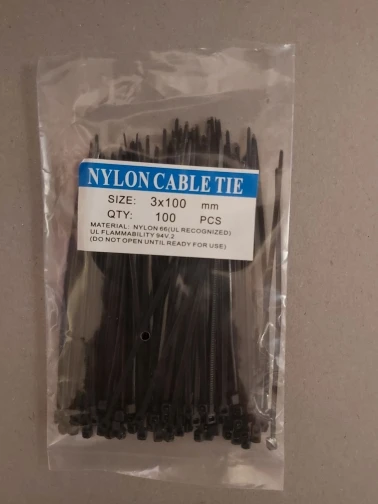 NYLON CABLE TIE
SIZE: 3x100 mm
QTY: 100 PCS
MATERIAL: NYLON 66(UL RECOGNIZED)
UL FLAMMABILITY 94V.2
(DO NOT OPEN UNTIL READY FOR USE)